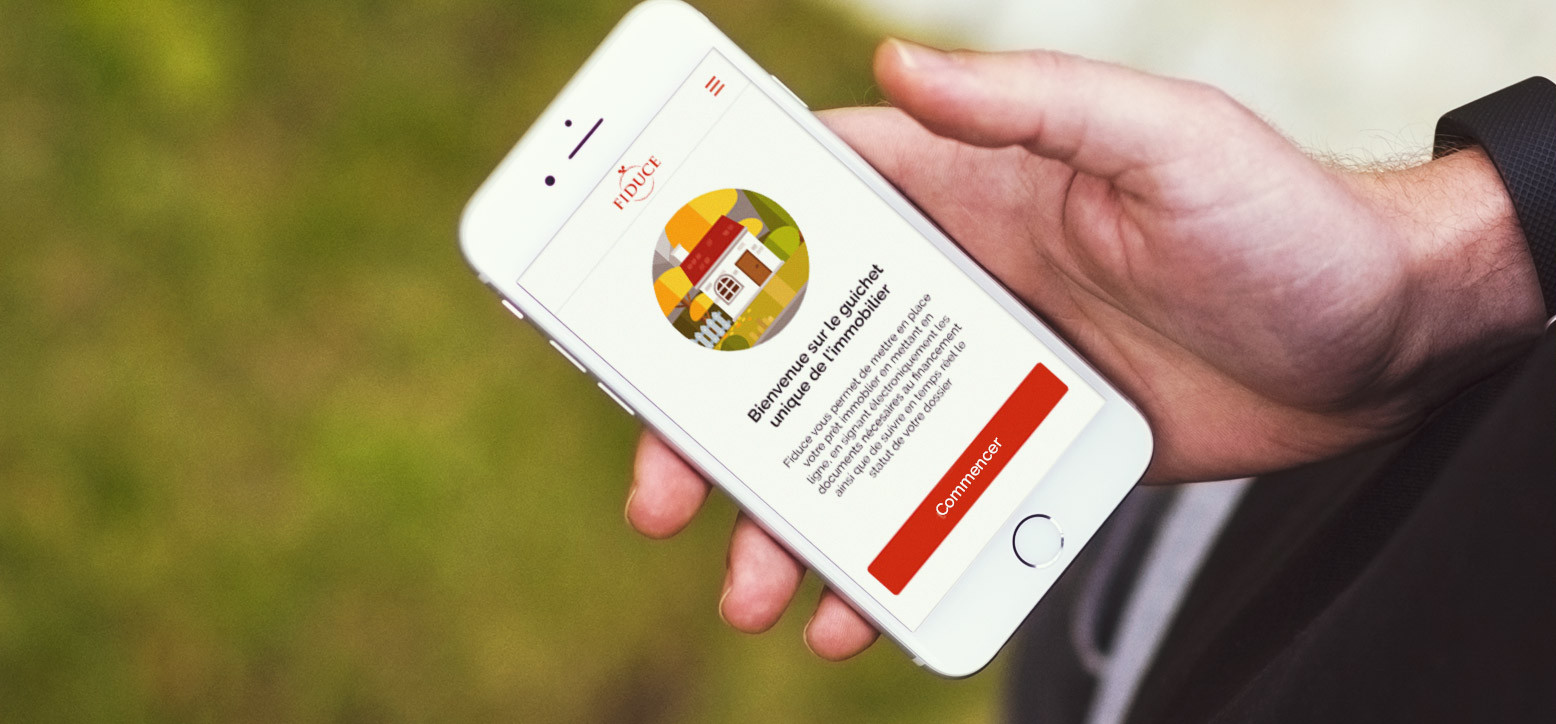 FIDUCE
Bienvenue sur le guichet
unique de l'immobilier
Fiduce vous permet de mettre en place
votre prêt immobilier en mettant en
ligne, en signant électroniquement les
documents nécesaires au financement
ainsi que de suivre en temps réel le
statut de votre dossier
Commencer